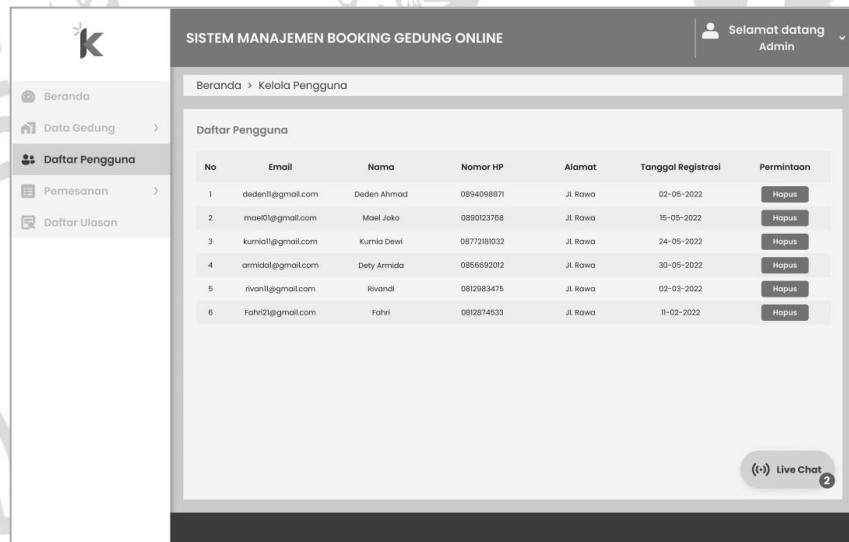 k
SISTEM MANAJEMEN BOOKING GEDUNG ONLINE
Selamat datang
Admin
Beranda
Data Gedung >
Daftar Pengguna
Pemesanan >
Daftar Ulasan
Beranda > Kelola Pengguna
Daftar Pengguna
No Email Nama Nomor HP Alamat Tanggal Registrasi Permintaan
1 deden11@gmail.com Deden Ahmad 0894098871 Jl. Rawa 02-05-2022 Hapus
2 mael01@gmail.com Mael Joko 0890123768 Jl. Rawa 15-05-2022 Hapus
3 kurnia11@gmail.com Kurnia Dewi 08772181032 Jl. Rawa 24-05-2022 Hapus
4 armida1@gmail.com Dety Armida 0856692012 Jl. Rawa 30-05-2022 Hapus
5 rivan11@gmail.com Rivandi 0812983475 Jl. Rawa 02-03-2022 Hapus
6 Fahri21@gmail.com Fahri 0812874533 Jl. Rawa 11-02-2022 Hapus
Live Chat
2